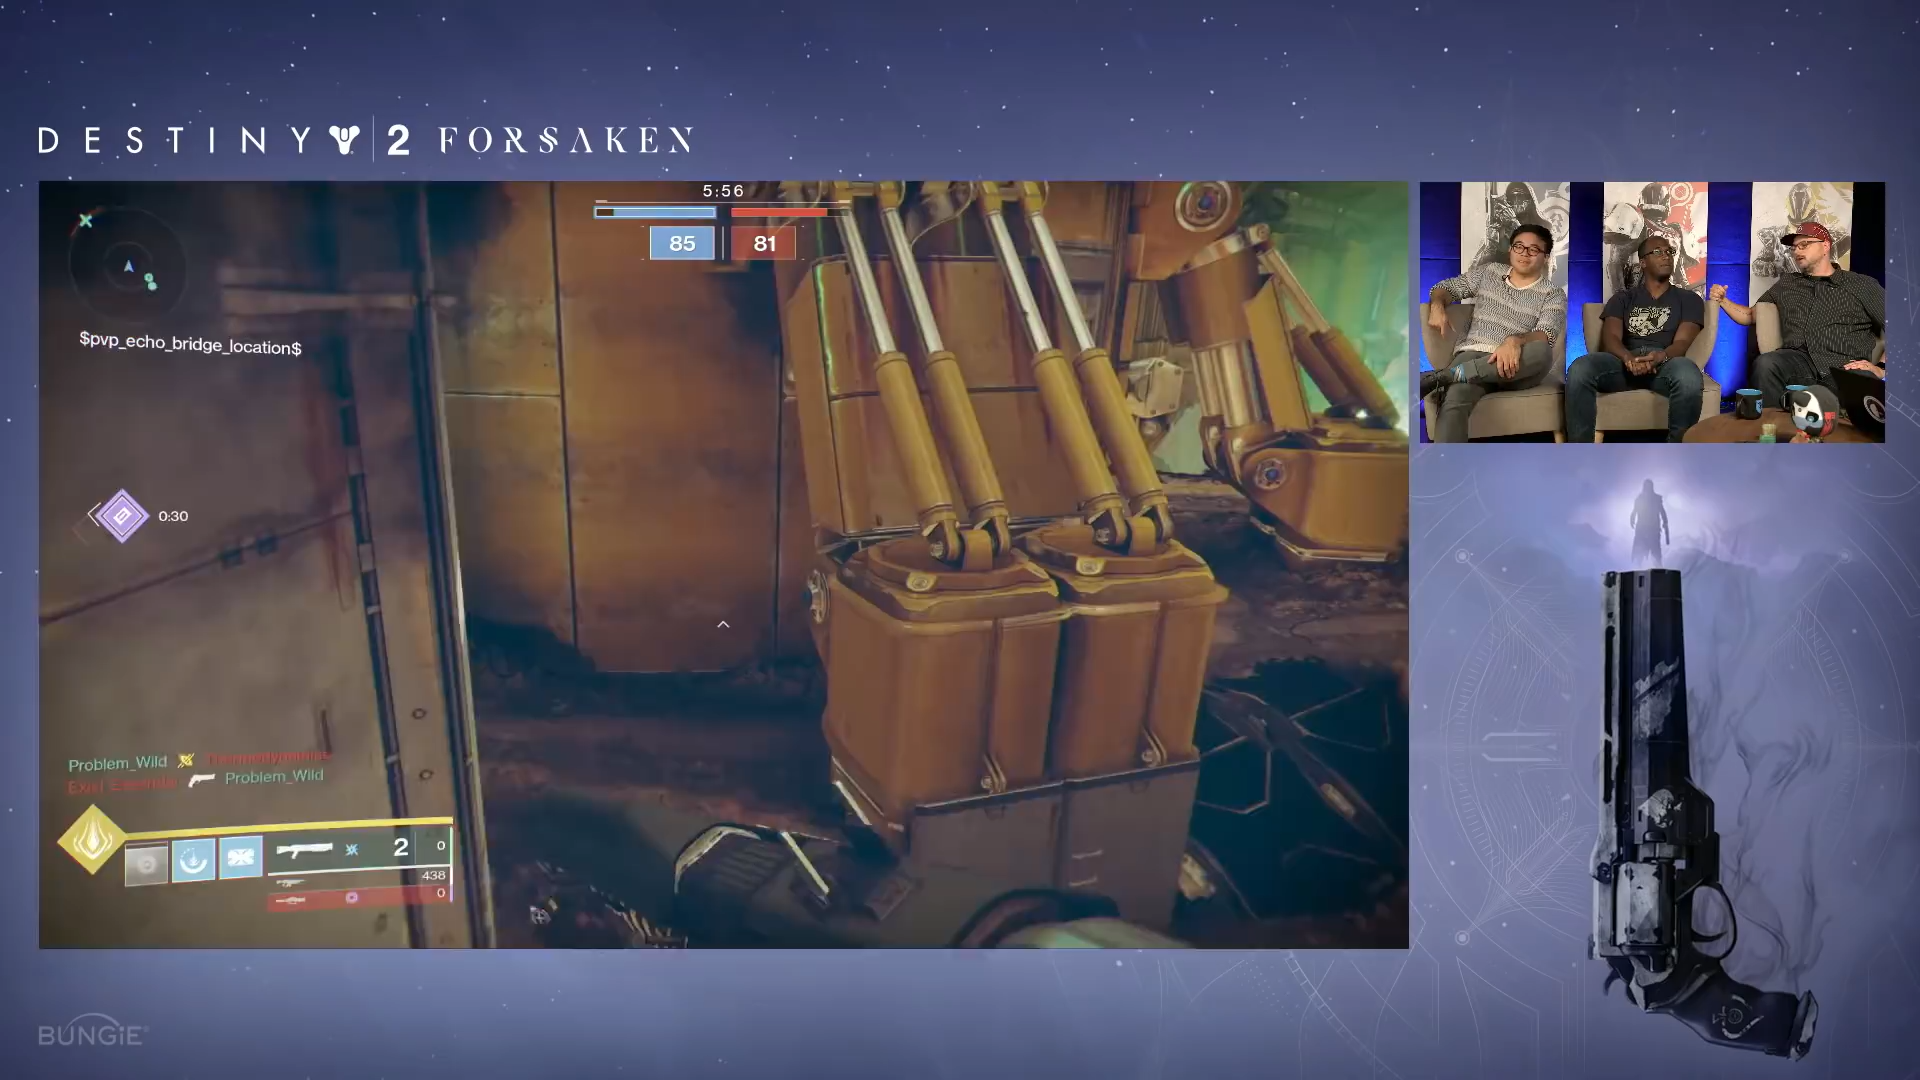 DESTINY 2 FORSAKEN
5:56
85 81
$pvp_echo_bridge_location$
0:30
Problem_Wild
Problem_Wild
2 0
438
0
BUNGiE